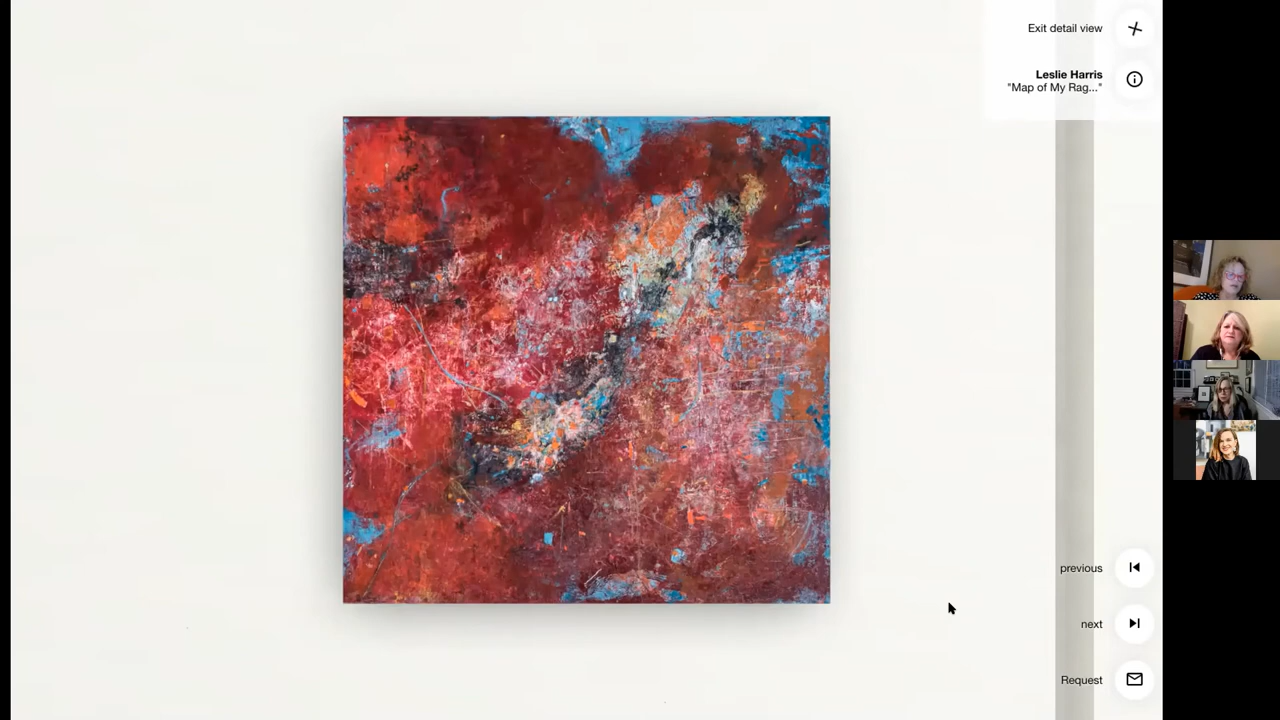 Exit detail view
Leslie Harris
"Map of My Rag..."
previous
next
Request